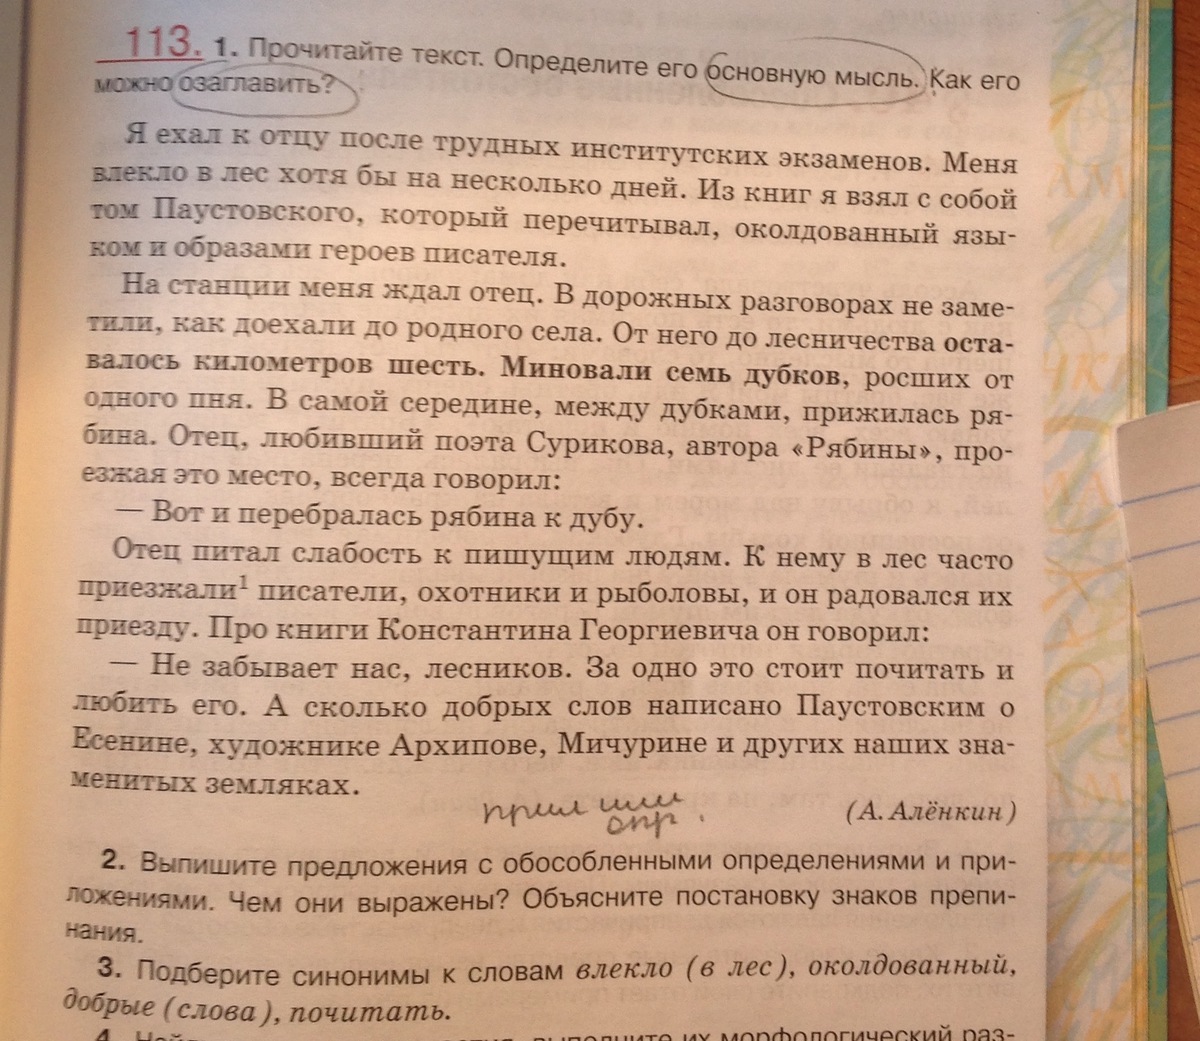 113. 1. Прочитайте текст. Определите его основную мысль. Как его
можно озаглавить?
Я ехал к отцу после трудных институтских экзаменов. Меня
влекло в лес хотя бы на несколько дней. Из книг я взял с собой
том Паустовского, который перечитывал, околдованный язы-
ком и образами героев писателя.
На станции меня ждал отец. В дорожных разговорах не заме-
тили, как доехали до родного села. От него до лесничества оста-
валось километров шесть. Миновали семь дубков, росших от
одного пня. В самой середине, между дубками, прижилась ря-
бина. Отец, любивший поэта Сурикова, автора «Рябины», про-
езжая это место, всегда говорил:
— Вот и перебралась рябина к дубу.
Отец питал слабость к пишущим людям. К нему в лес часто
приезжали¹ писатели, охотники и рыболовы, и он радовался их
приезду. Про книги Константина Георгиевича он говорил:
— Не забывает нас, лесников. За одно это стоит почитать и
любить его. А сколько добрых слов написано Паустовским о
Есенине, художнике Архипове, Мичурине и других наших зна-
менитых земляках.
прил или
опр.
(А. Алёнкин)
2. Выпишите предложения с обособленными определениями и при-
ложениями. Чем они выражены? Объясните постановку знаков препи-
нания.
3. Подберите синонимы к словам влекло (в лес), околдованный,
добрые (слова), почитать.
4. выполните их морфологический раз-